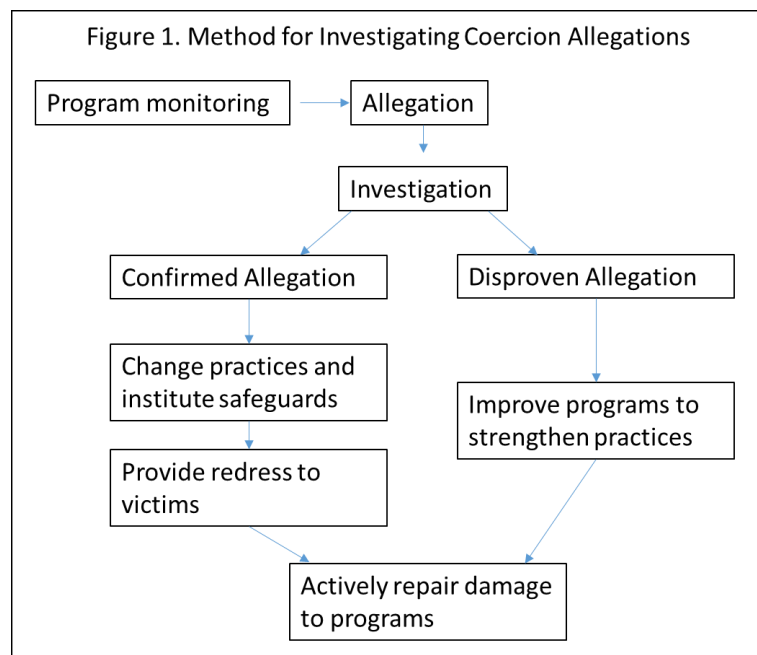 Figure 1. Method for Investigating Coercion Allegations
Program monitoring
Allegation
Investigation
Confirmed Allegation
Disproven Allegation
Change practices and
institute safeguards
Improve programs to
strengthen practices
Provide redress to
victims
Actively repair damage
to programs